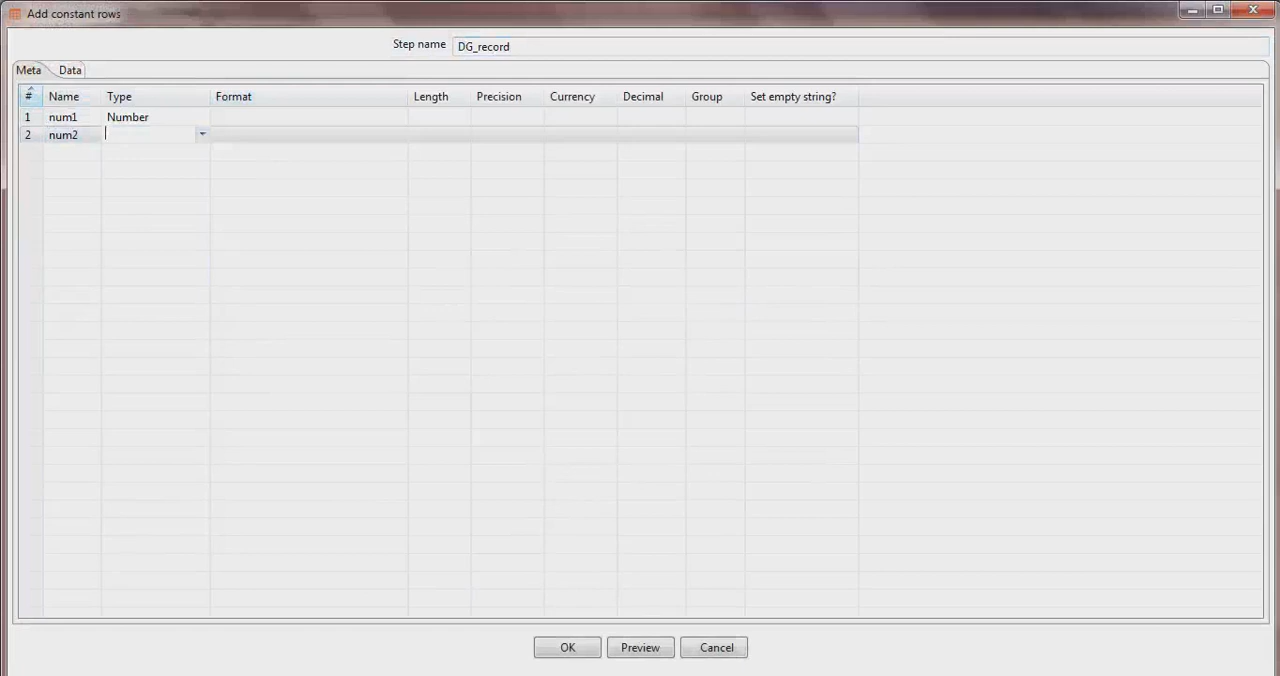 Add constant rows
Step name DG_record
Meta Data
# Name Type Format Length Precision Currency Decimal Group Set empty string?
1 num1 Number
2 num2
OK Preview Cancel